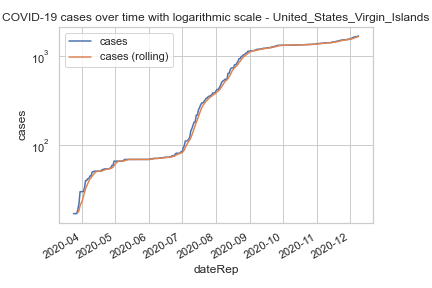 COVID-19 cases over time with logarithmic scale - United_States_Virgin_Islands
cases
cases (rolling)
10³
10²
cases
2020-04
2020-05
2020-06
2020-07
2020-08
2020-09
2020-10
2020-11
2020-12
dateRep